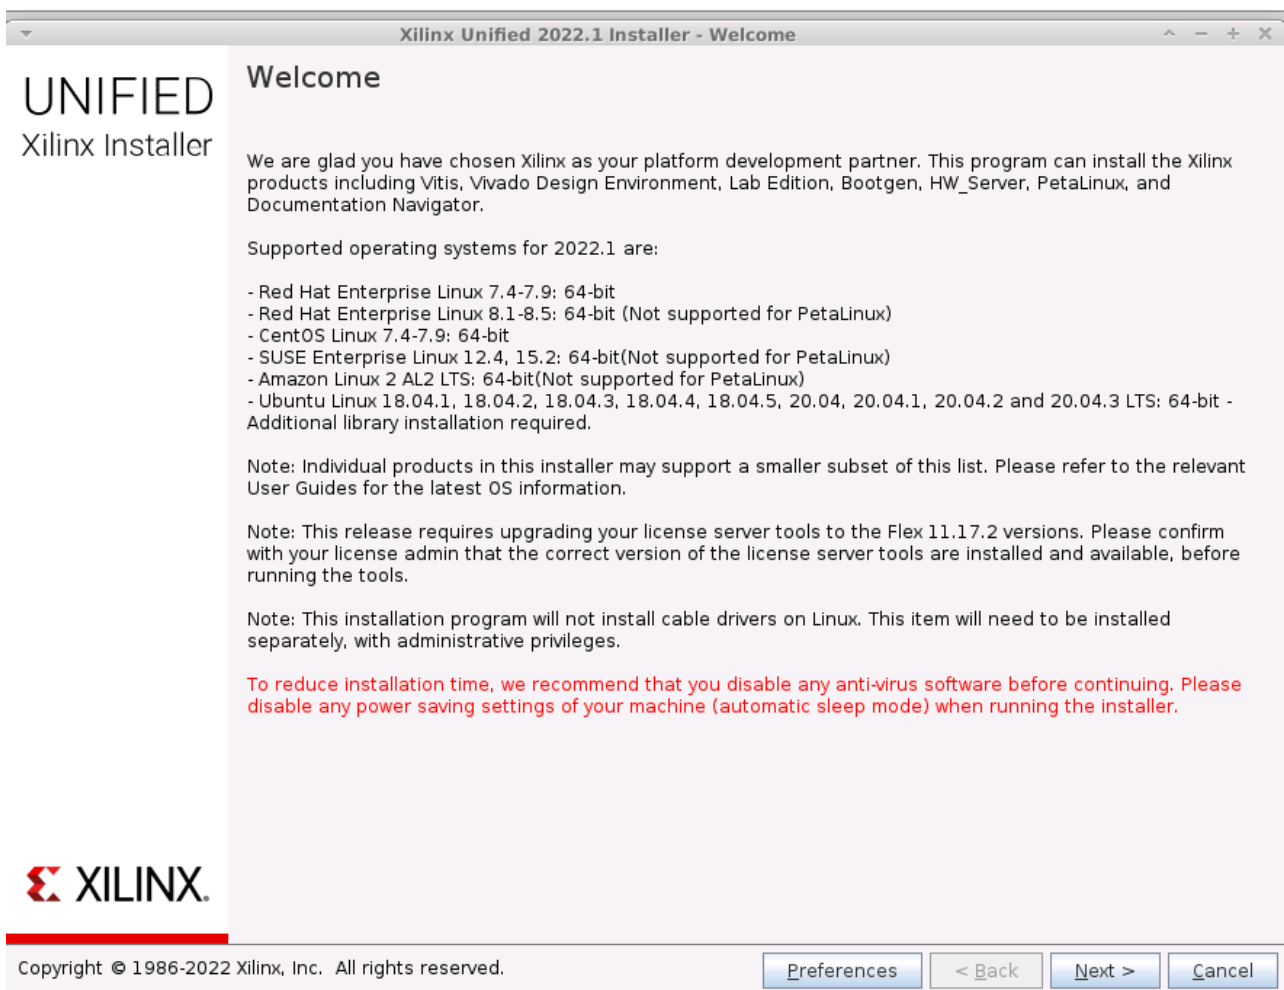 Xilinx Unified 2022.1 Installer - Welcome
UNIFIED
Xilinx Installer
Welcome
We are glad you have chosen Xilinx as your platform development partner. This program can install the Xilinx
products including Vitis, Vivado Design Environment, Lab Edition, Bootgen, HW_Server, PetaLinux, and
Documentation Navigator.
Supported operating systems for 2022.1 are:
- Red Hat Enterprise Linux 7.4-7.9: 64-bit
- Red Hat Enterprise Linux 8.1-8.5: 64-bit (Not supported for PetaLinux)
- CentOS Linux 7.4-7.9: 64-bit
- SUSE Enterprise Linux 12.4, 15.2: 64-bit(Not supported for PetaLinux)
- Amazon Linux 2 AL2 LTS: 64-bit(Not supported for PetaLinux)
- Ubuntu Linux 18.04.1, 18.04.2, 18.04.3, 18.04.4, 18.04.5, 20.04, 20.04.1, 20.04.2 and 20.04.3 LTS: 64-bit -
Additional library installation required.
Note: Individual products in this installer may support a smaller subset of this list. Please refer to the relevant
User Guides for the latest OS information.
Note: This release requires upgrading your license server tools to the Flex 11.17.2 versions. Please confirm
with your license admin that the correct version of the license server tools are installed and available, before
running the tools.
Note: This installation program will not install cable drivers on Linux. This item will need to be installed
separately, with administrative privileges.
To reduce installation time, we recommend that you disable any anti-virus software before continuing. Please
disable any power saving settings of your machine (automatic sleep mode) when running the installer.
XILINX.
Copyright © 1986-2022 Xilinx, Inc. All rights reserved.
Preferences
< Back
Next >
Cancel